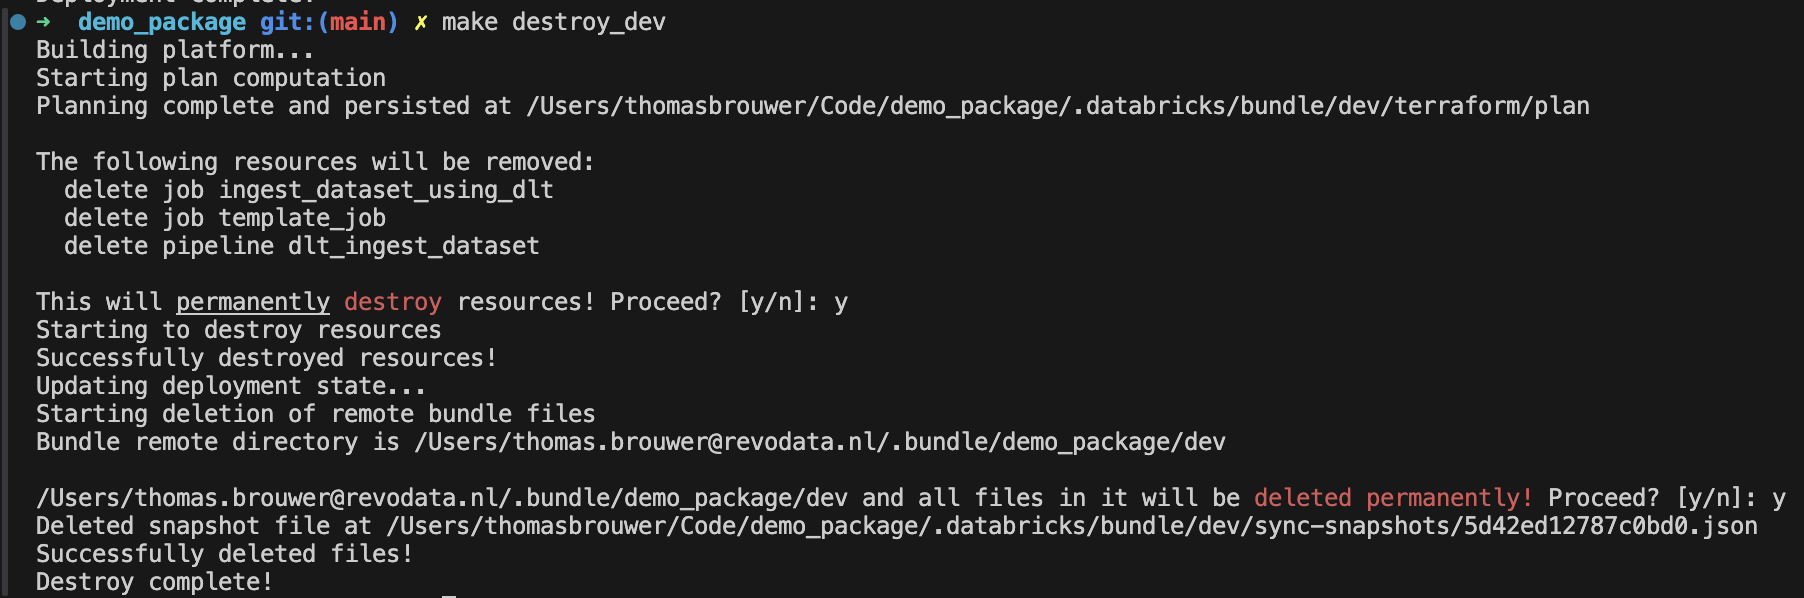 Deployment complete!
➜ demo_package git:(main) ✗ make destroy_dev
Building platform...
Starting plan computation
Planning complete and persisted at /Users/thomasbrouwer/Code/demo_package/.databricks/bundle/dev/terraform/plan
The following resources will be removed:
delete job ingest_dataset_using_dlt
delete job template_job
delete pipeline dlt_ingest_dataset
This will permanently destroy resources! Proceed? [y/n]: y
Starting to destroy resources
Successfully destroyed resources!
Updating deployment state...
Starting deletion of remote bundle files
Bundle remote directory is /Users/thomas.brouwer@revodata.nl/.bundle/demo_package/dev
/Users/thomas.brouwer@revodata.nl/.bundle/demo_package/dev and all files in it will be deleted permanently! Proceed? [y/n]: y
Deleted snapshot file at /Users/thomasbrouwer/Code/demo_package/.databricks/bundle/dev/sync-snapshots/5d42ed12787c0bd0.json
Successfully deleted files!
Destroy complete!